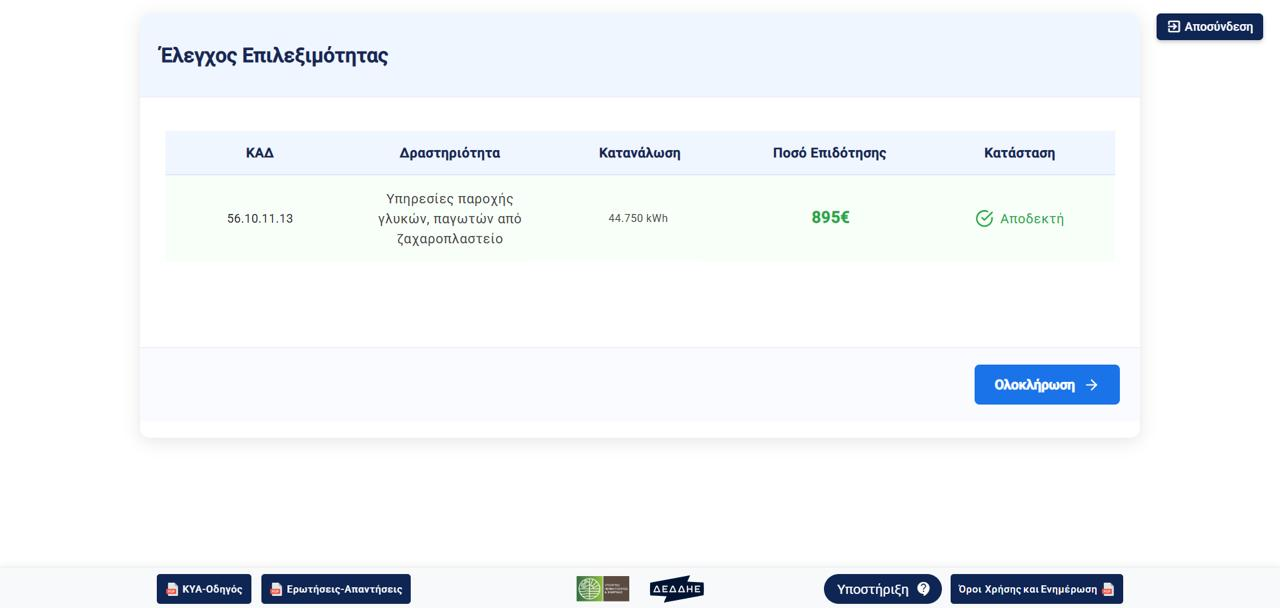 Αποσύνδεση
Έλεγχος Επιλεξιμότητας
ΚΑΔ Δραστηριότητα Κατανάλωση Ποσό Επιδότησης Κατάσταση
Υπηρεσίες παροχής
γλυκών, παγωτών από
ζαχαροπλαστείο
56.10.11.13 44.750 kWh 895€ Αποδεκτή
Ολοκλήρωση
ΚΥΑ-Οδηγός Ερωτήσεις-Απαντήσεις ΔΕΔΔΗΕ Υποστήριξη Όροι Χρήσης και Ενημέρωση